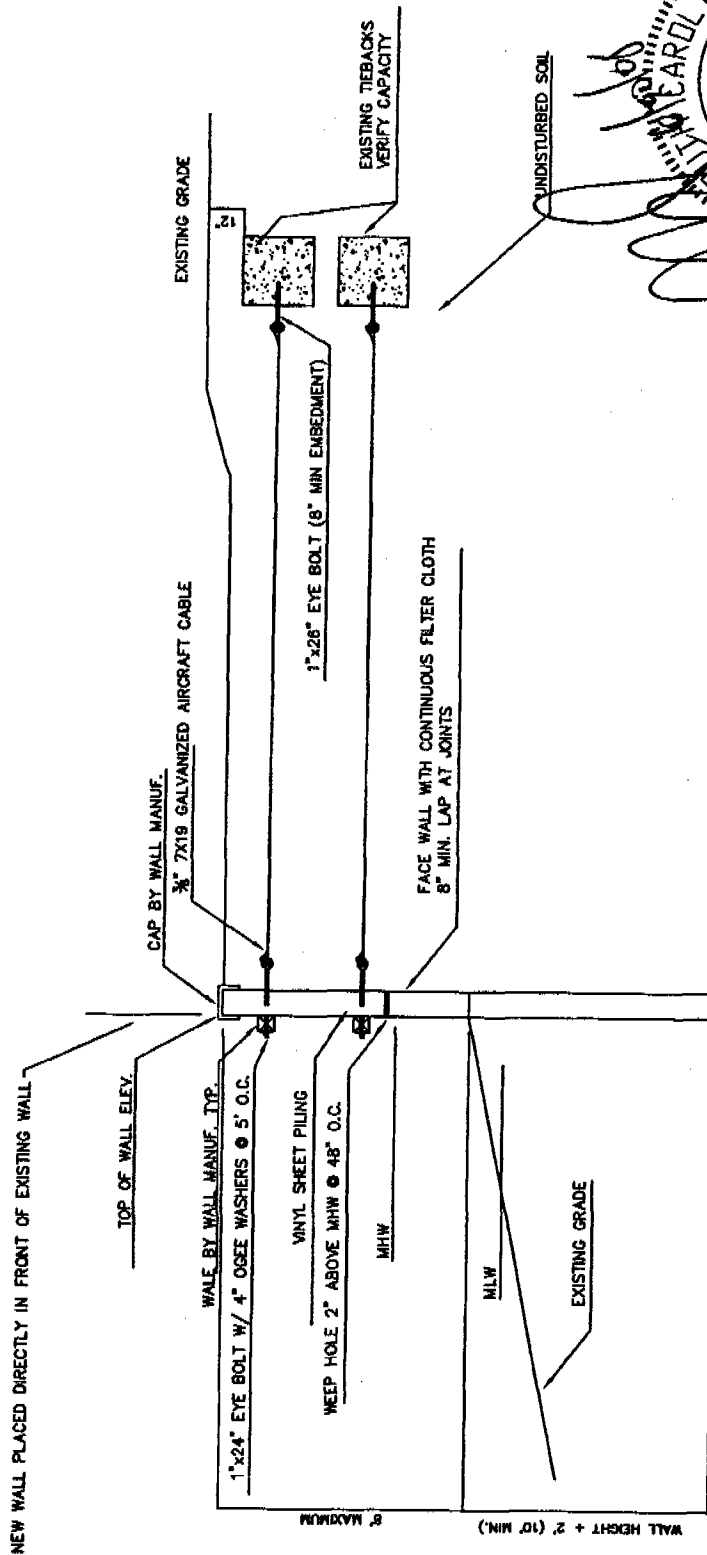 NEW WALL PLACED DIRECTLY IN FRONT OF EXISTING WALL
TOP OF WALL ELEV.
CAP BY WALL MANUF.
⅜" 7X19 GALVANIZED AIRCRAFT CABLE
EXISTING GRADE
12"
WALE BY WALL MANUF. TYP.
1"x24" EYE BOLT W/ 4" OGEE WASHERS @ 5' O.C.
VINYL SHEET PILING
WEEP HOLE 2" ABOVE MHW @ 48" O.C.
MHW
1"x26" EYE BOLT (8" MIN EMBEDMENT)
EXISTING TIEBACKS
VERIFY CAPACITY
FACE WALL WITH CONTINUOUS FILTER CLOTH
8" MIN. LAP AT JOINTS
UNDISTURBED SOIL
MLW
EXISTING GRADE
8' MAXIMUM
WALL HEIGHT + 2' (10' MIN.)
CAROL